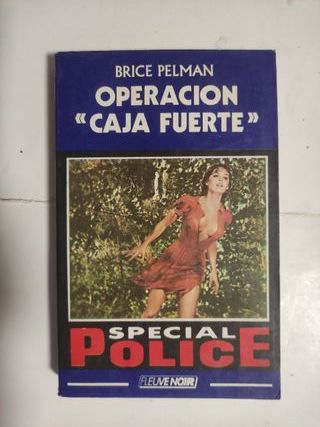 BRICE PELMAN
OPERACION
“CAJA FUERTE”
SPECIAL
POLICE
FLEUVE NOIR